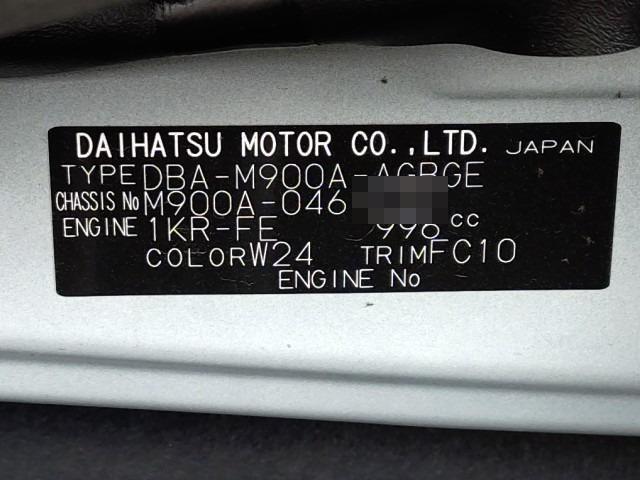 DAIHATSU MOTOR CO.,LTD. JAPAN
TYPE DBA-M900A-AGBGE
CHASSIS No M900A-046
ENGINE 1KR-FE 996cc
COLOR W24 TRIM FC10
ENGINE No